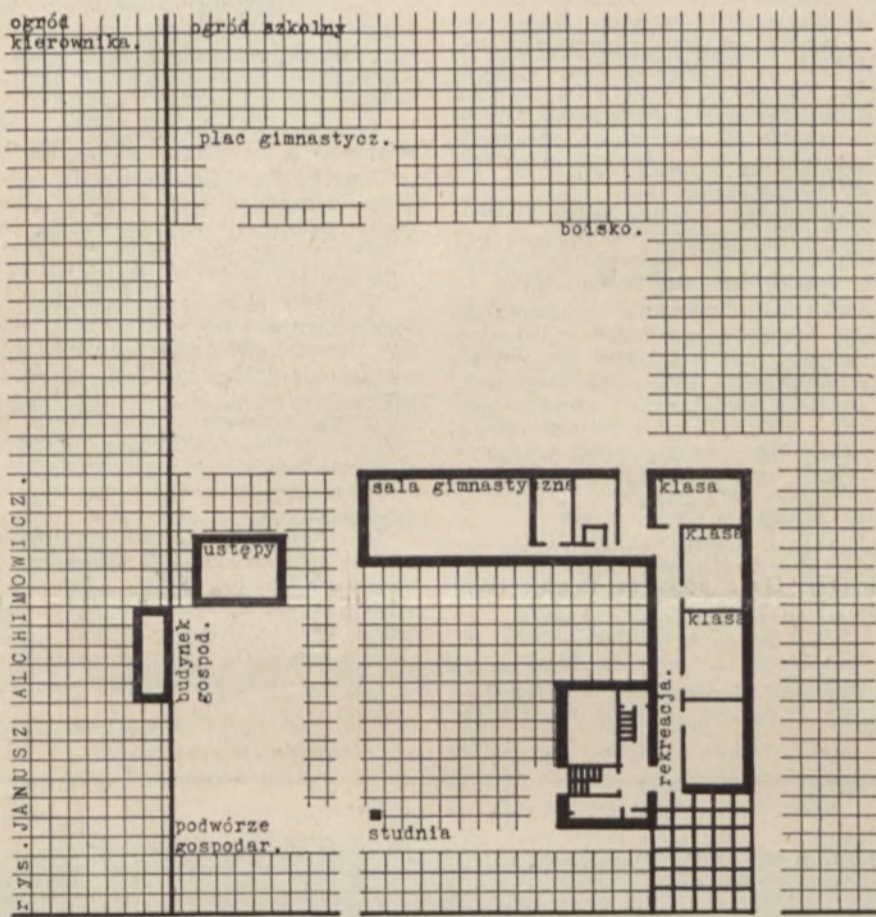 ogród
kierownika.
ogród szkolny
plac gimnastycz.
boisko.
sala gimnastyczna
klasa
klasa
klasa
ustępy
budynek
gospod.
rekreacja.
podwórze
gospodar.
studnia
rys. JANUSZ ALCHIMOWICZ.